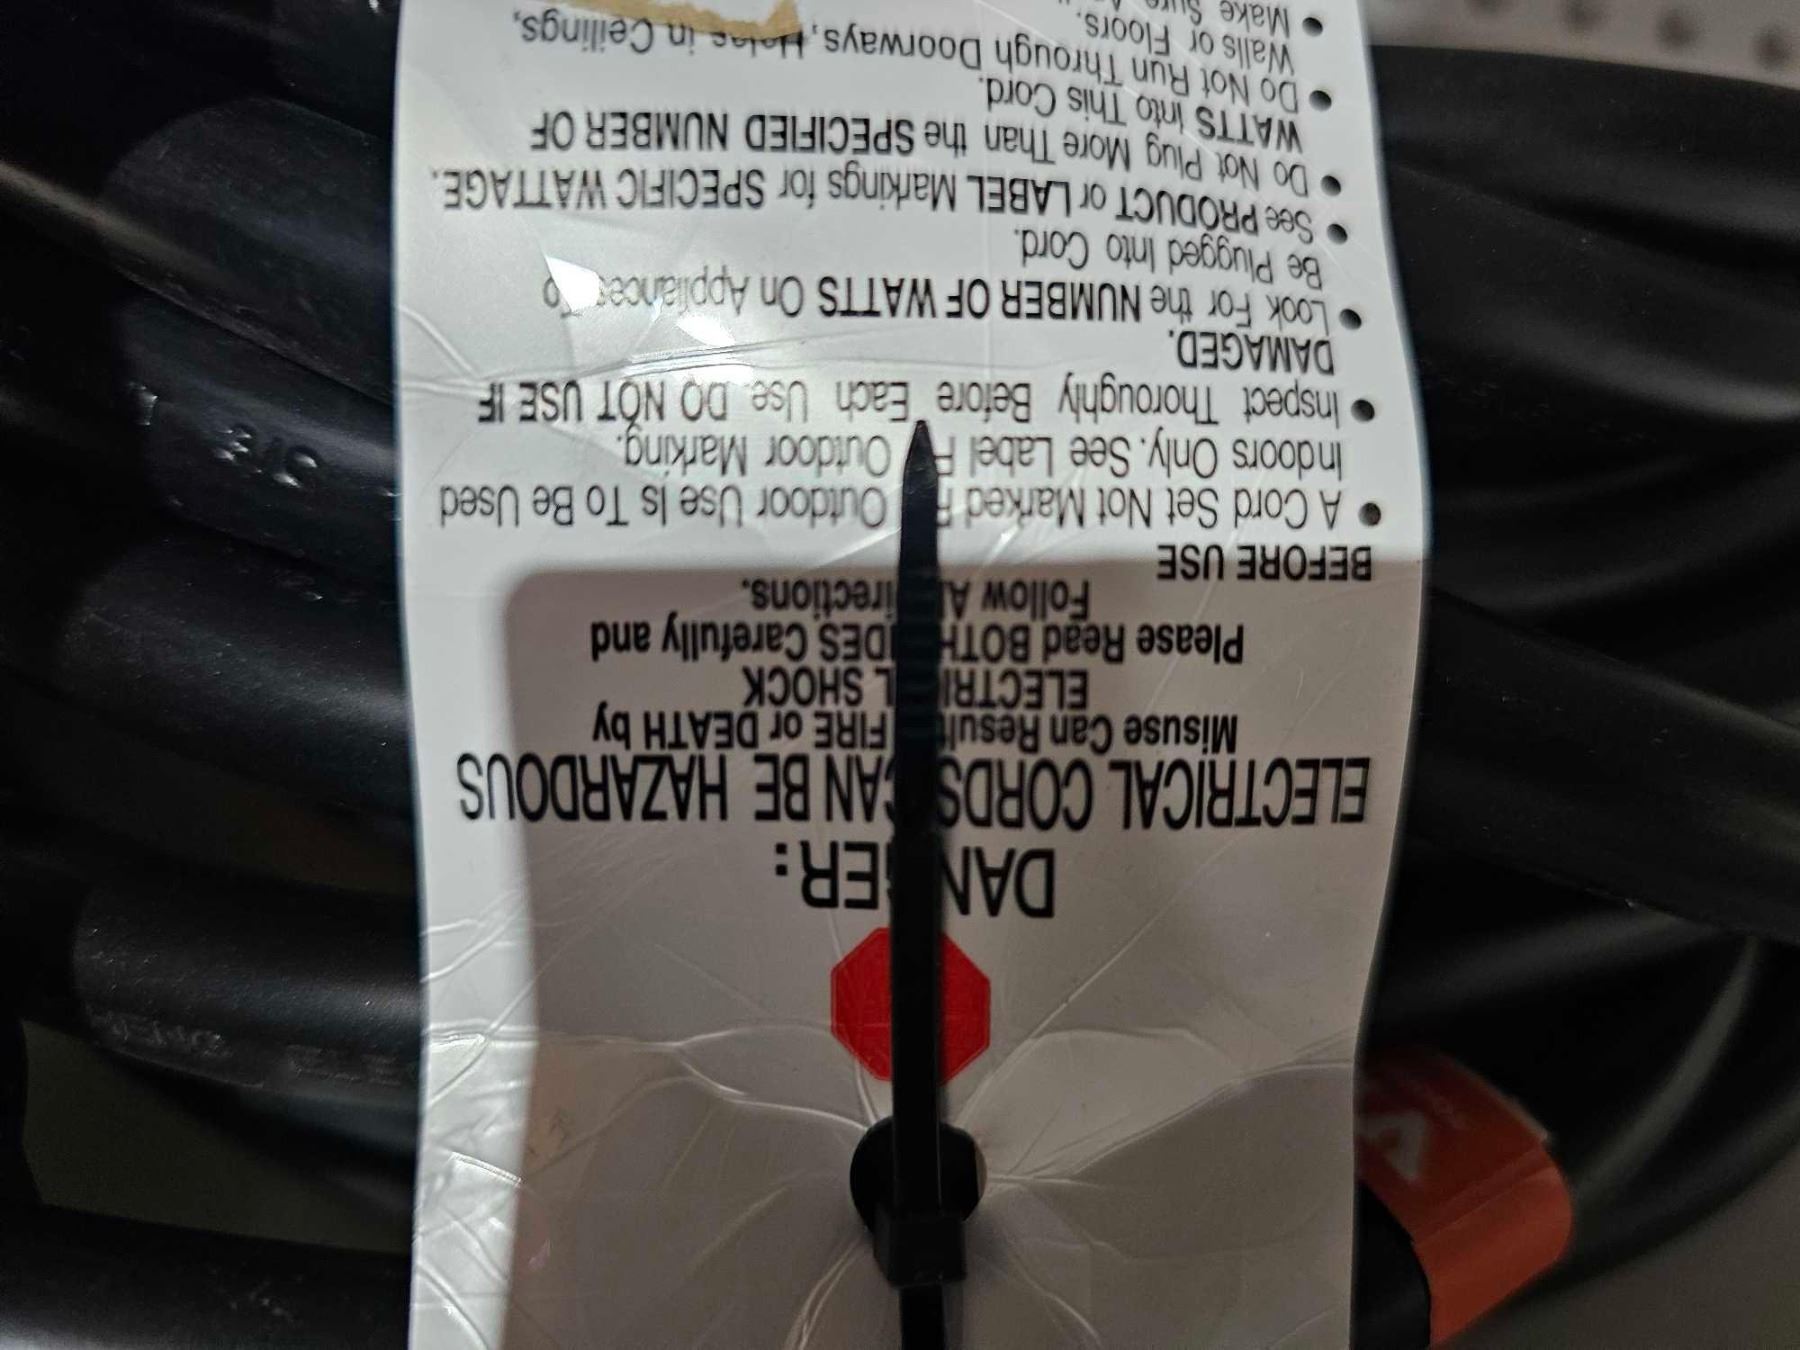 DANGER:
ELECTRICAL CORDS CAN BE HAZARDOUS
Misuse Can Result FIRE or DEATH by
ELECTRICAL SHOCK
Please Read BOTH SIDES Carefully and
Follow All Directions.
BEFORE USE
• A Cord Set Not Marked For Outdoor Use Is To Be Used
Indoors Only. See Label For Outdoor Marking.
• Inspect Thoroughly Before Each Use. DO NOT USE IF
DAMAGED.
• Look For the NUMBER OF WATTS On Appliances To
Be Plugged Into Cord.
• See PRODUCT or LABEL Markings for SPECIFIC WATTAGE.
• Do Not Plug More Than the SPECIFIED NUMBER OF
WATTS Into This Cord.
• Do Not Run Through Doorways, Holes in Ceilings,
Walls or Floors.
• Make Sure